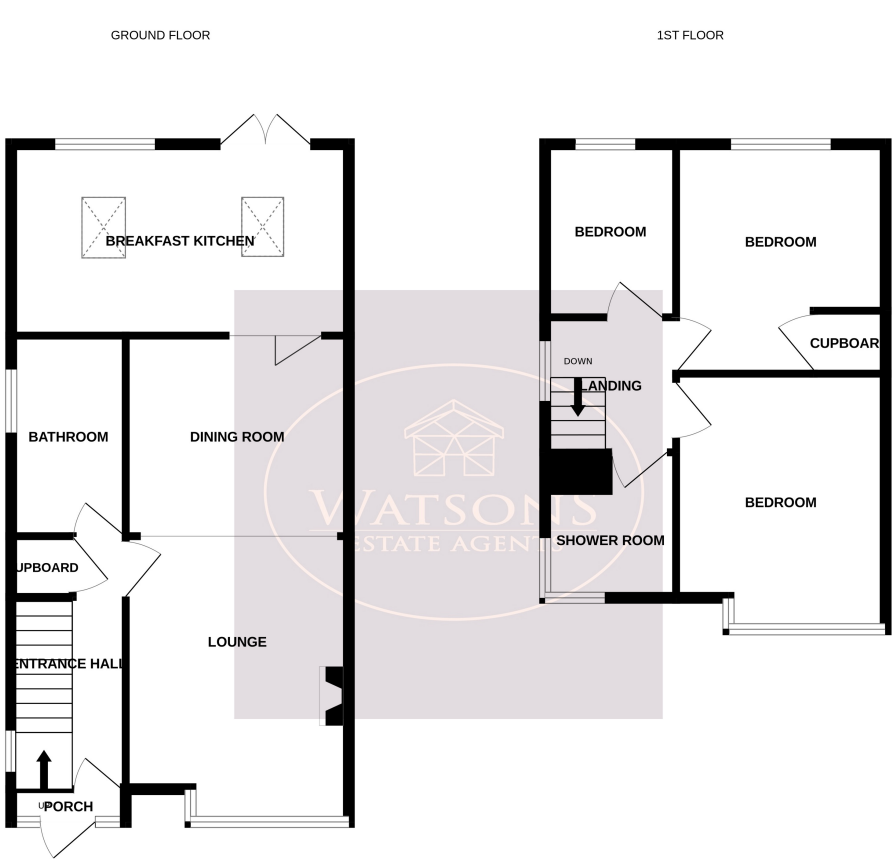 GROUND FLOOR
1ST FLOOR
BREAKFAST KITCHEN
BEDROOM
BEDROOM
CUPBOAR
DOWN
LANDING
BATHROOM
DINING ROOM
BEDROOM
WATSONS
ESTATE AGENTS
SHOWER ROOM
UPBOARD
LOUNGE
ENTRANCE HALL
UP
PORCH